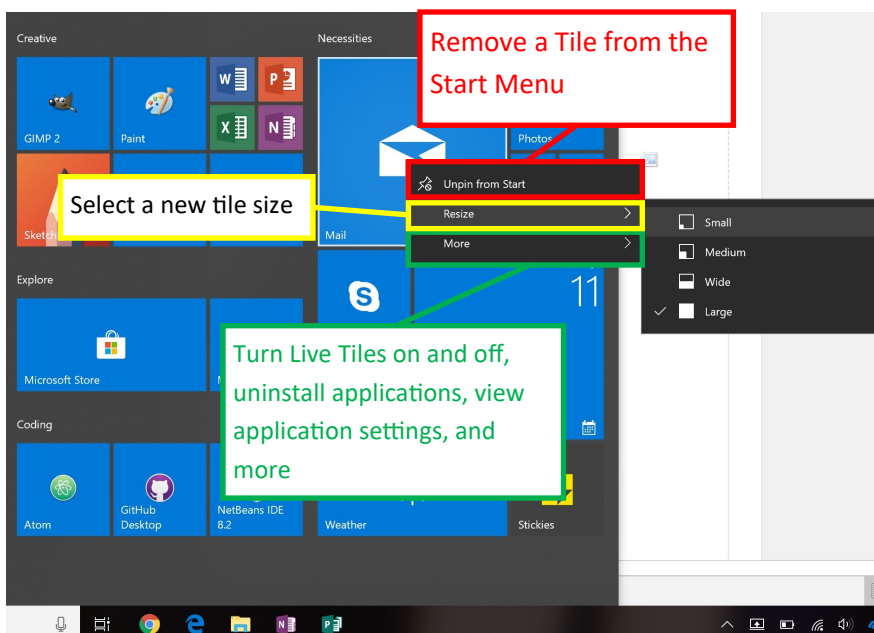 Creative
Necessities
Remove a Tile from the
Start Menu
W
P
X
N
GIMP 2
Paint
Photos
Unpin from Start
Select a new tile size
Resize
Small
Sketch
Mail
More
Medium
Explore
Wide
S
11
Large
Turn Live Tiles on and off,
uninstall applications, view
application settings, and
more
Microsoft Store
Coding
Atom
GitHub
Desktop
NetBeans IDE
8.2
Weather
Stickies
N
P